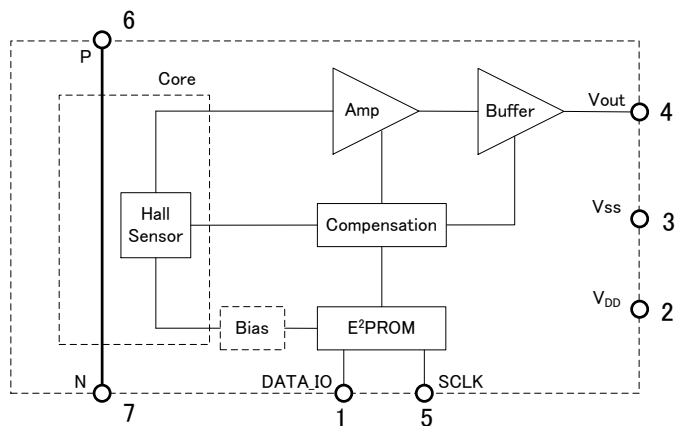 6
P
Core
Amp
Buffer
Vout
4
Hall
Sensor
Compensation
Vss
3
VDD
2
Bias
E²PROM
N
DATA_IO
SCLK
7
1
5